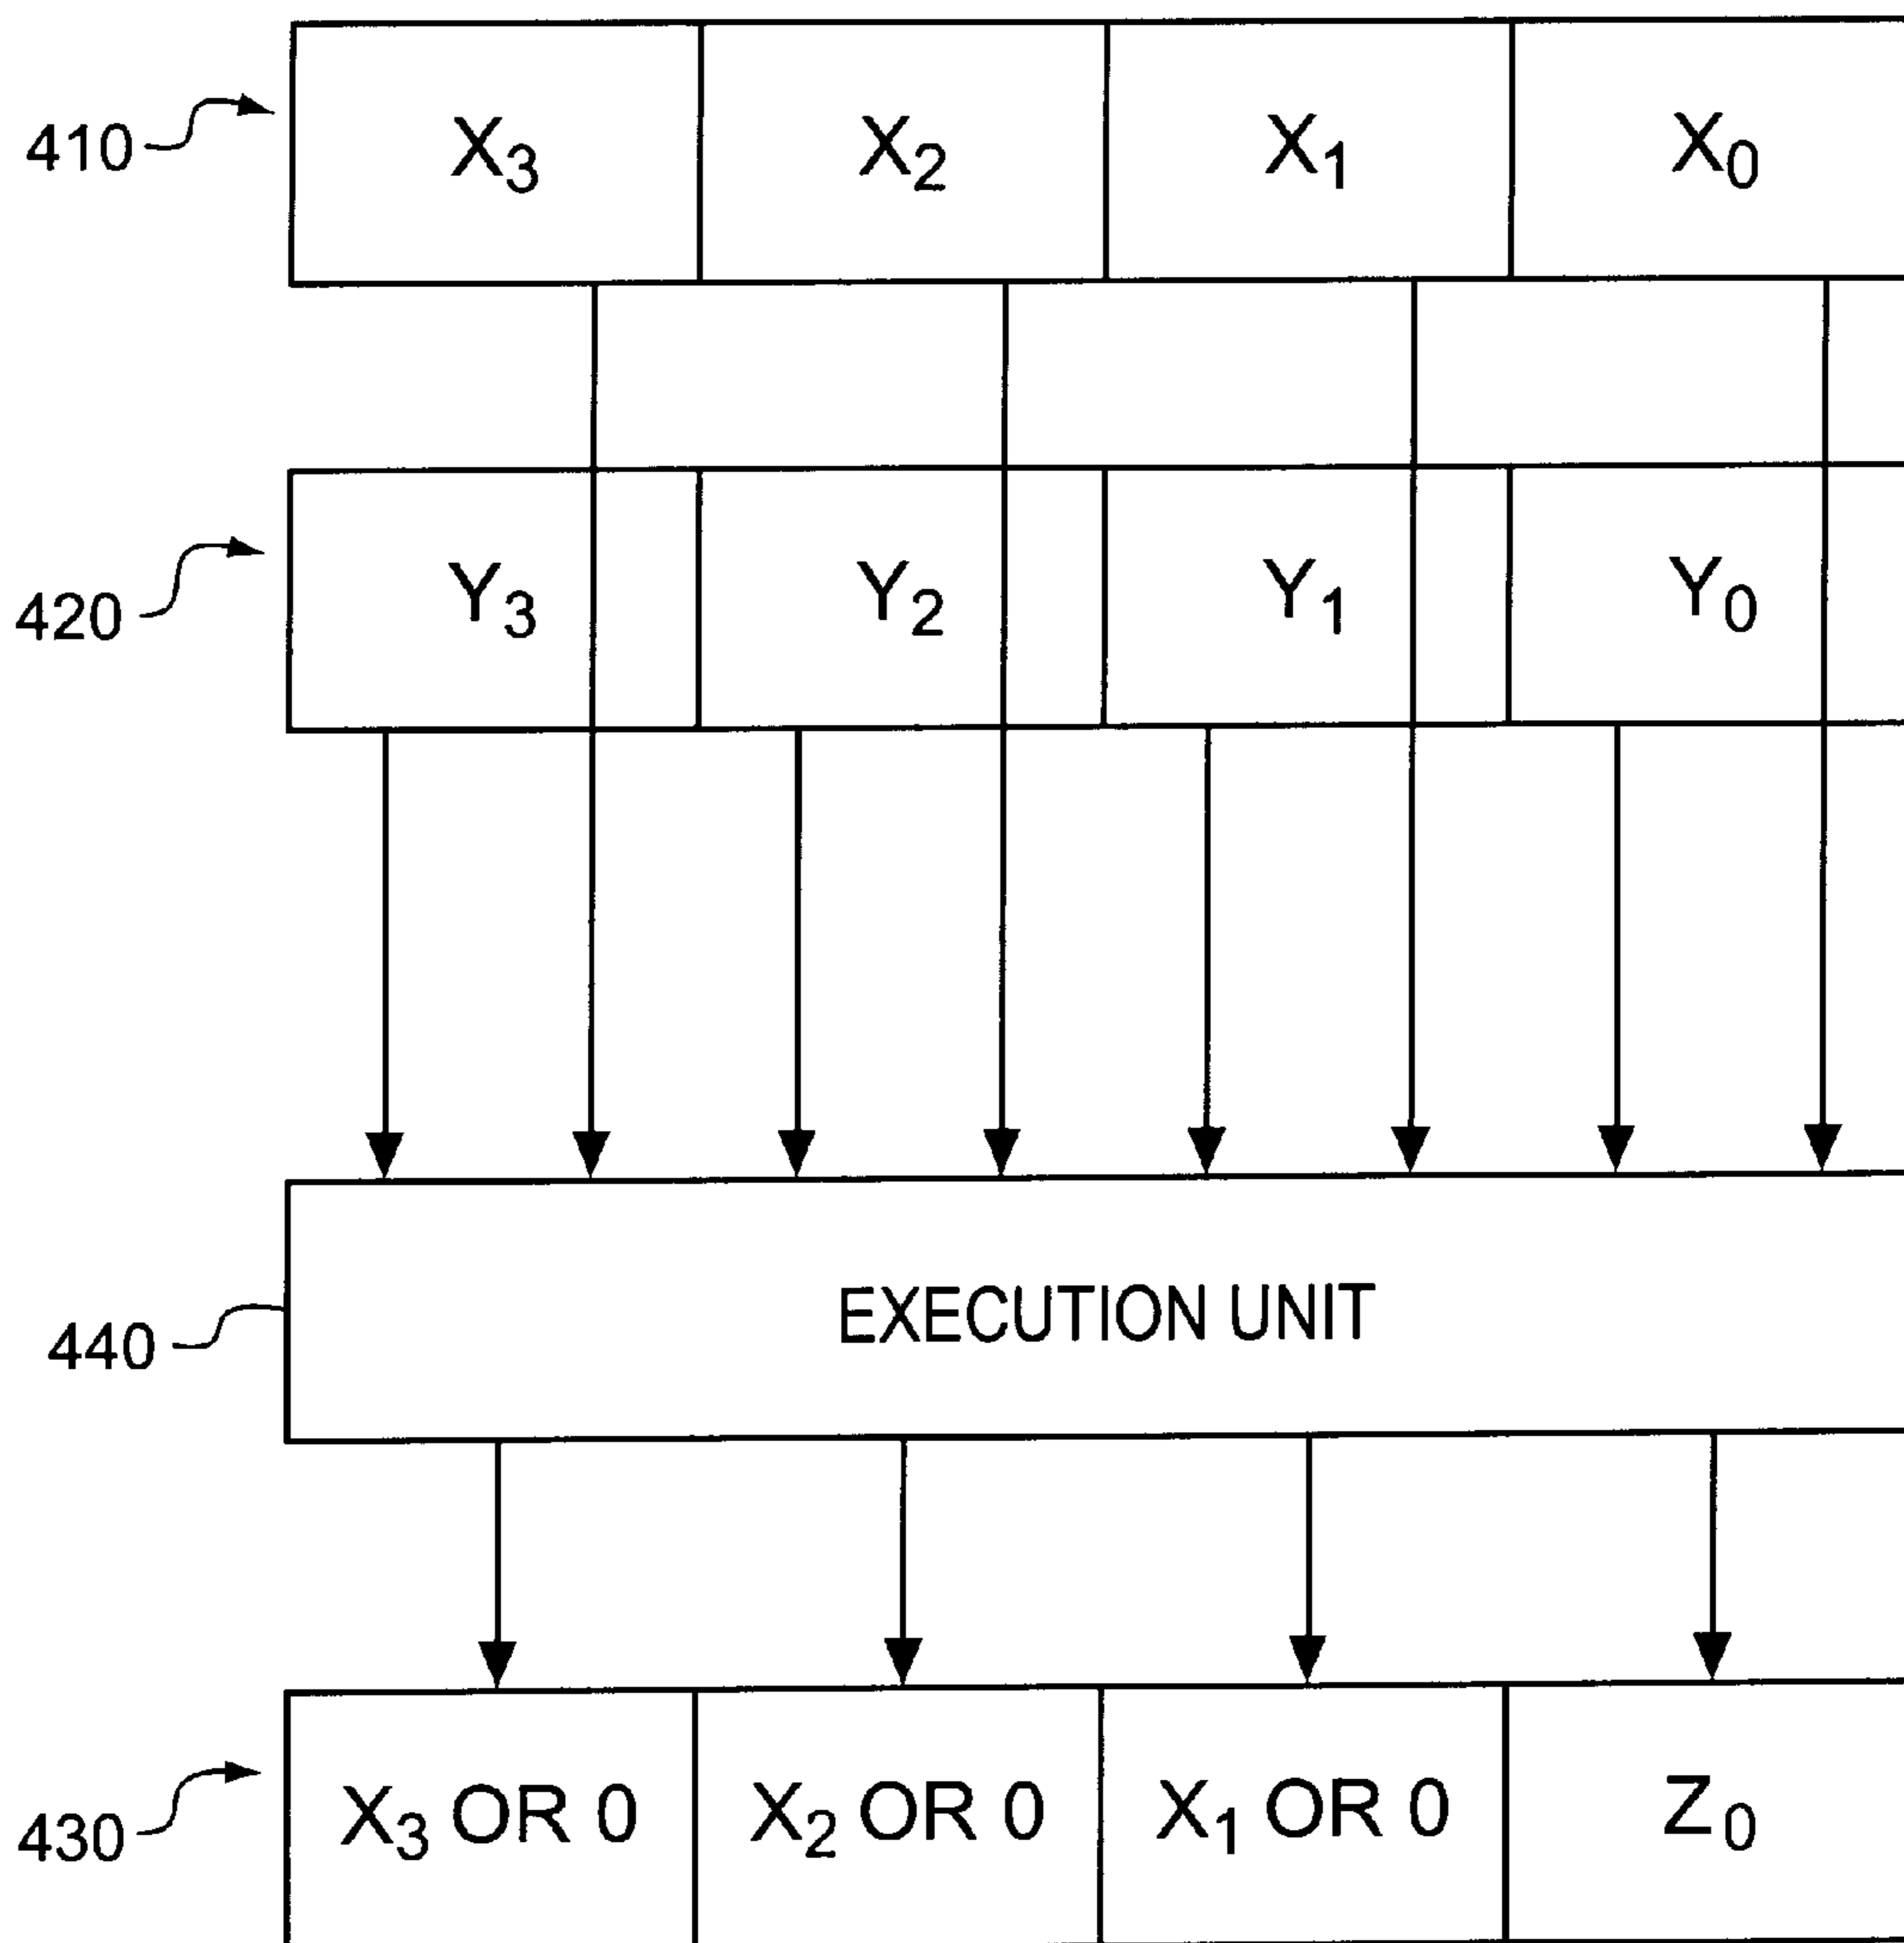 410 X₃ X₂ X₁ X₀
420 Y₃ Y₂ Y₁ Y₀
440 EXECUTION UNIT
430 X₃ OR 0 X₂ OR 0 X₁ OR 0 Z₀